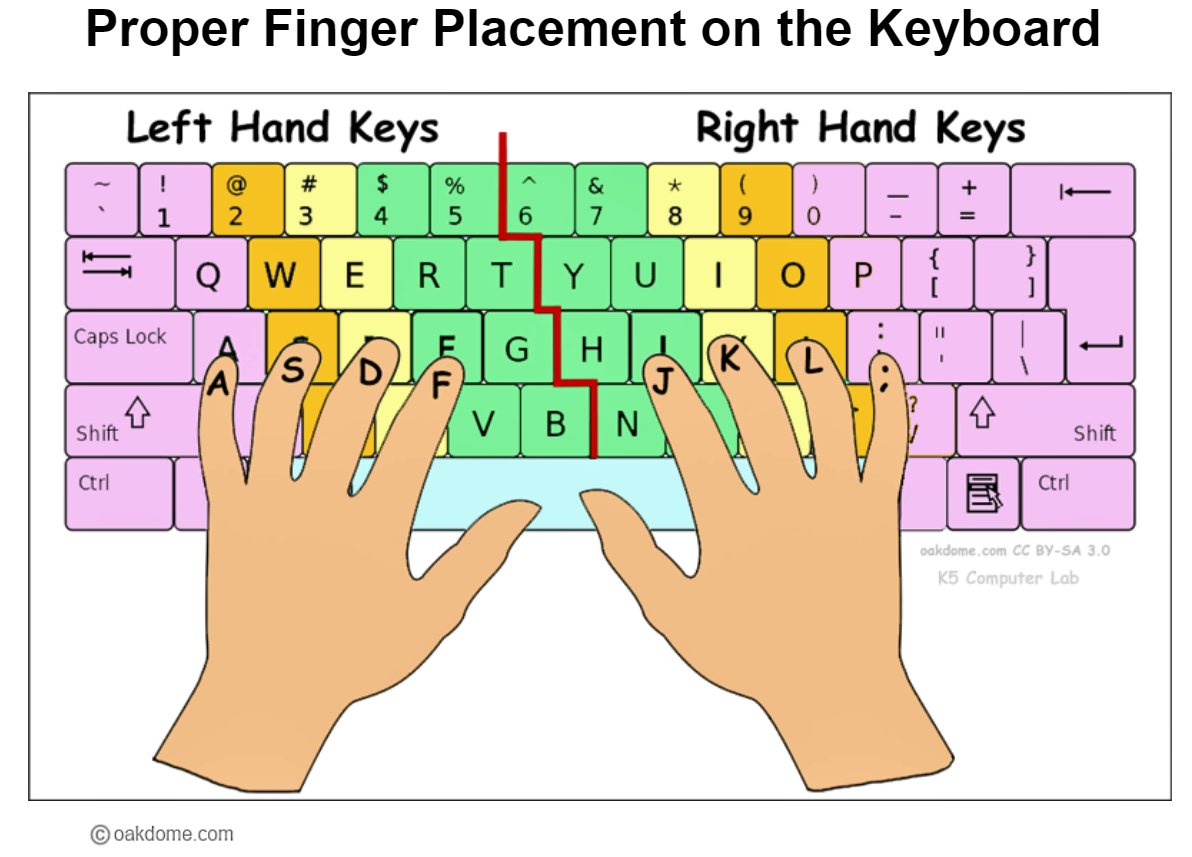 Proper Finger Placement on the Keyboard
Left Hand Keys Right Hand Keys
~ ! @ # $ % ^ & * ( ) — +
` 1 2 3 4 5 6 7 8 9 0 - =
Q W E R T Y U I O P { }
[ ]
Caps Lock A F G H : " |
' \
A S D F J K L ;
Shift V B N ? Shift
/
Ctrl Ctrl
oakdome.com CC BY-SA 3.0
K5 Computer Lab
© oakdome.com